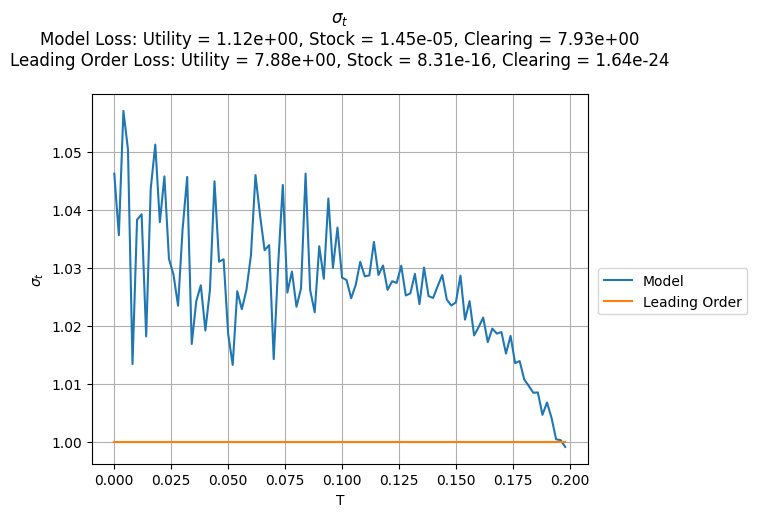 σt
Model Loss: Utility = 1.12e+00, Stock = 1.45e-05, Clearing = 7.93e+00
Leading Order Loss: Utility = 7.88e+00, Stock = 8.31e-16, Clearing = 1.64e-24
1.05
1.04
1.03
1.02
1.01
1.00
σt
0.000 0.025 0.050 0.075 0.100 0.125 0.150 0.175 0.200
T
Model
Leading Order